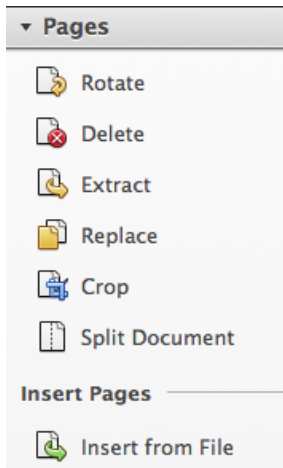 Pages
Rotate
Delete
Extract
Replace
Crop
Split Document
Insert Pages
Insert from File